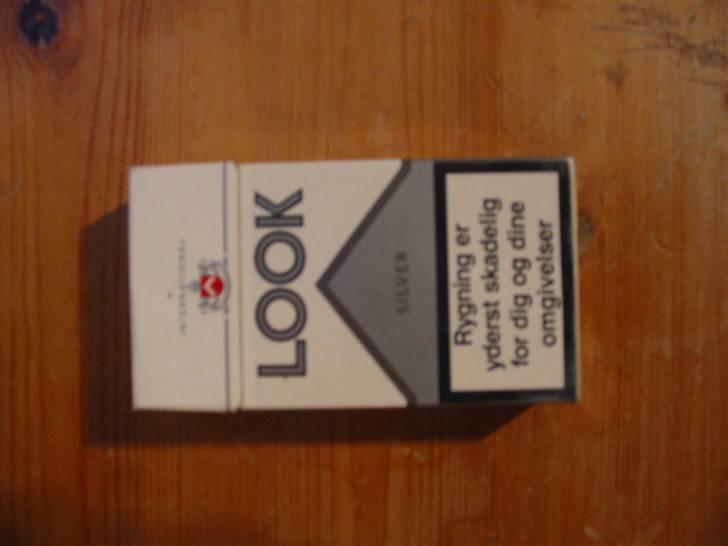 INTERNATIONAL
LOOK
SILVER
Rygning er
yderst skadelig
for dig og dine
omgivelser